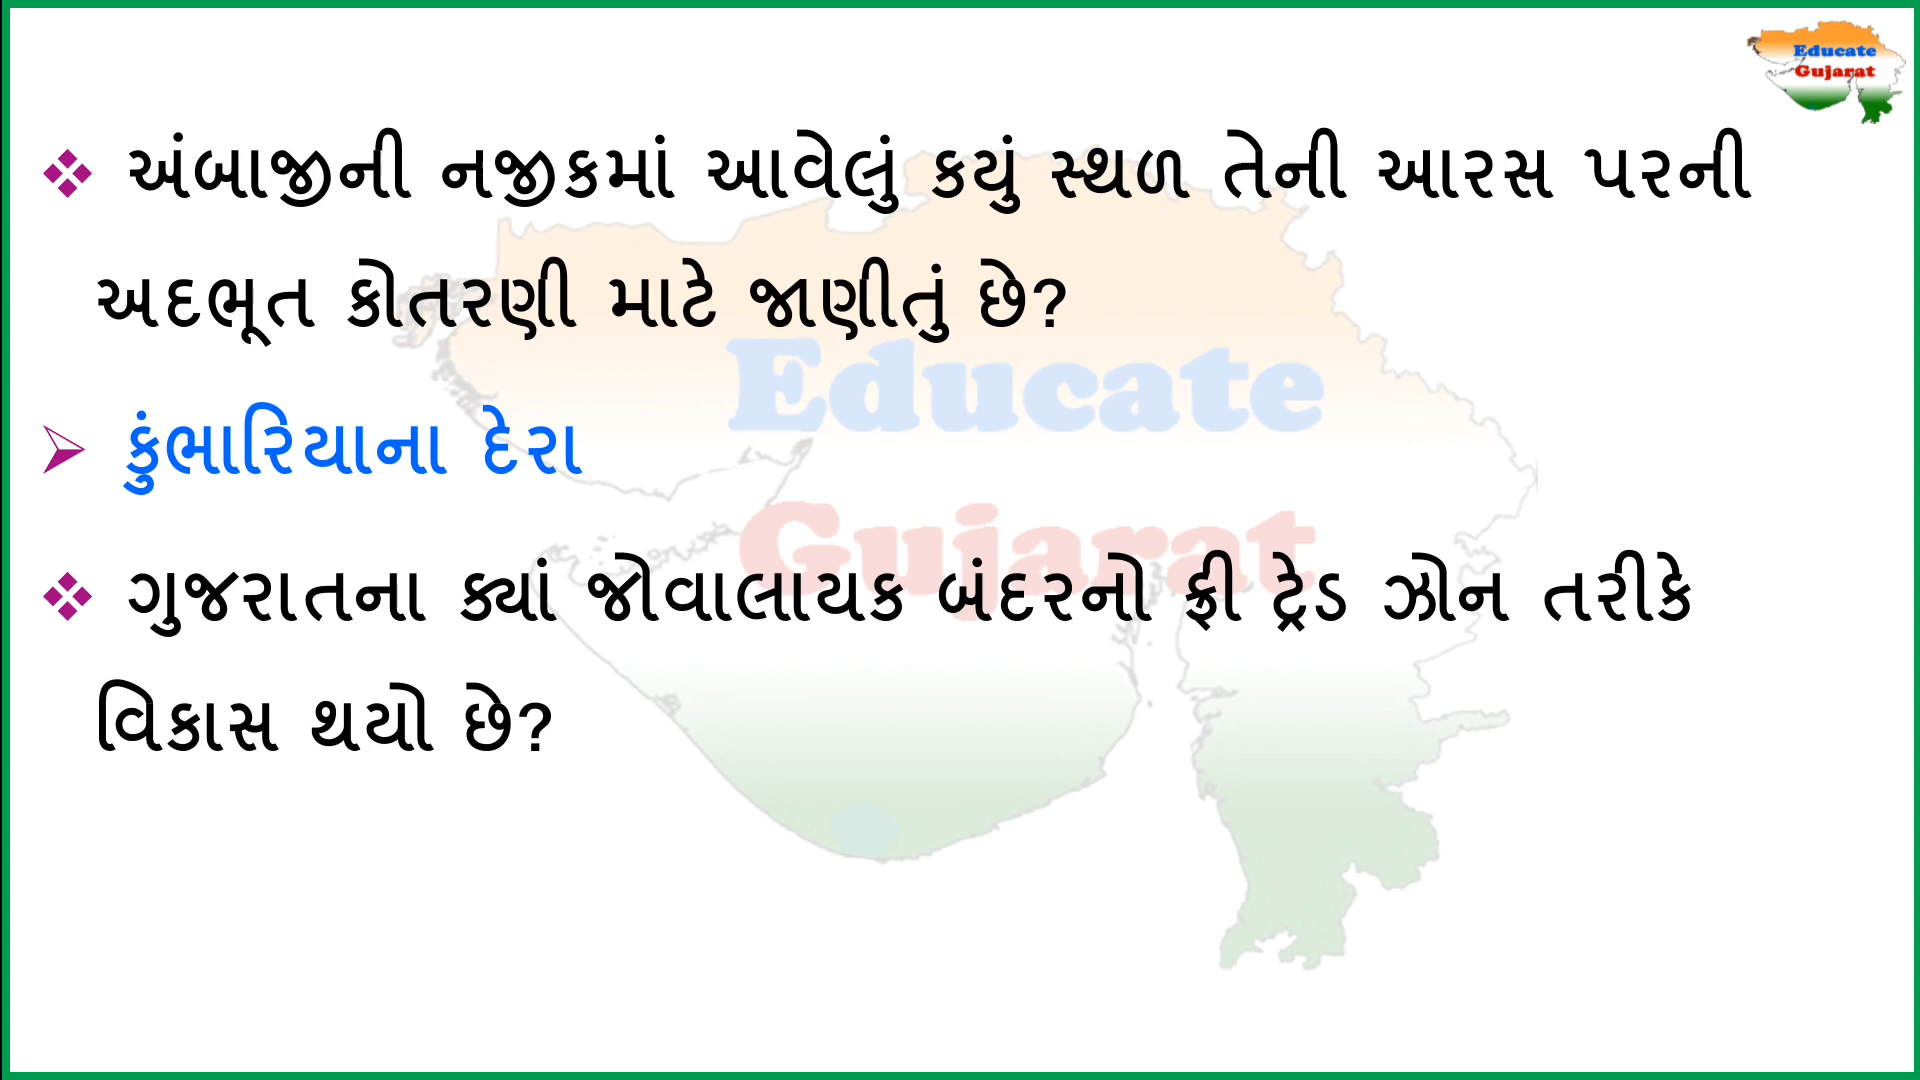 Educate
Gujarat
❖ અંબાજીની નજીકમાં આવેલું કયું સ્થળ તેની આરસ પરની
અદભૂત કોતરણી માટે જાણીતું છે?
➢ કુંભારિયાના દેરા
❖ ગુજરાતના ક્યાં જોવાલાયક બંદરનો ફ્રી ટ્રેડ ઝોન તરીકે
વિકાસ થયો છે?
Educate
Gujarat